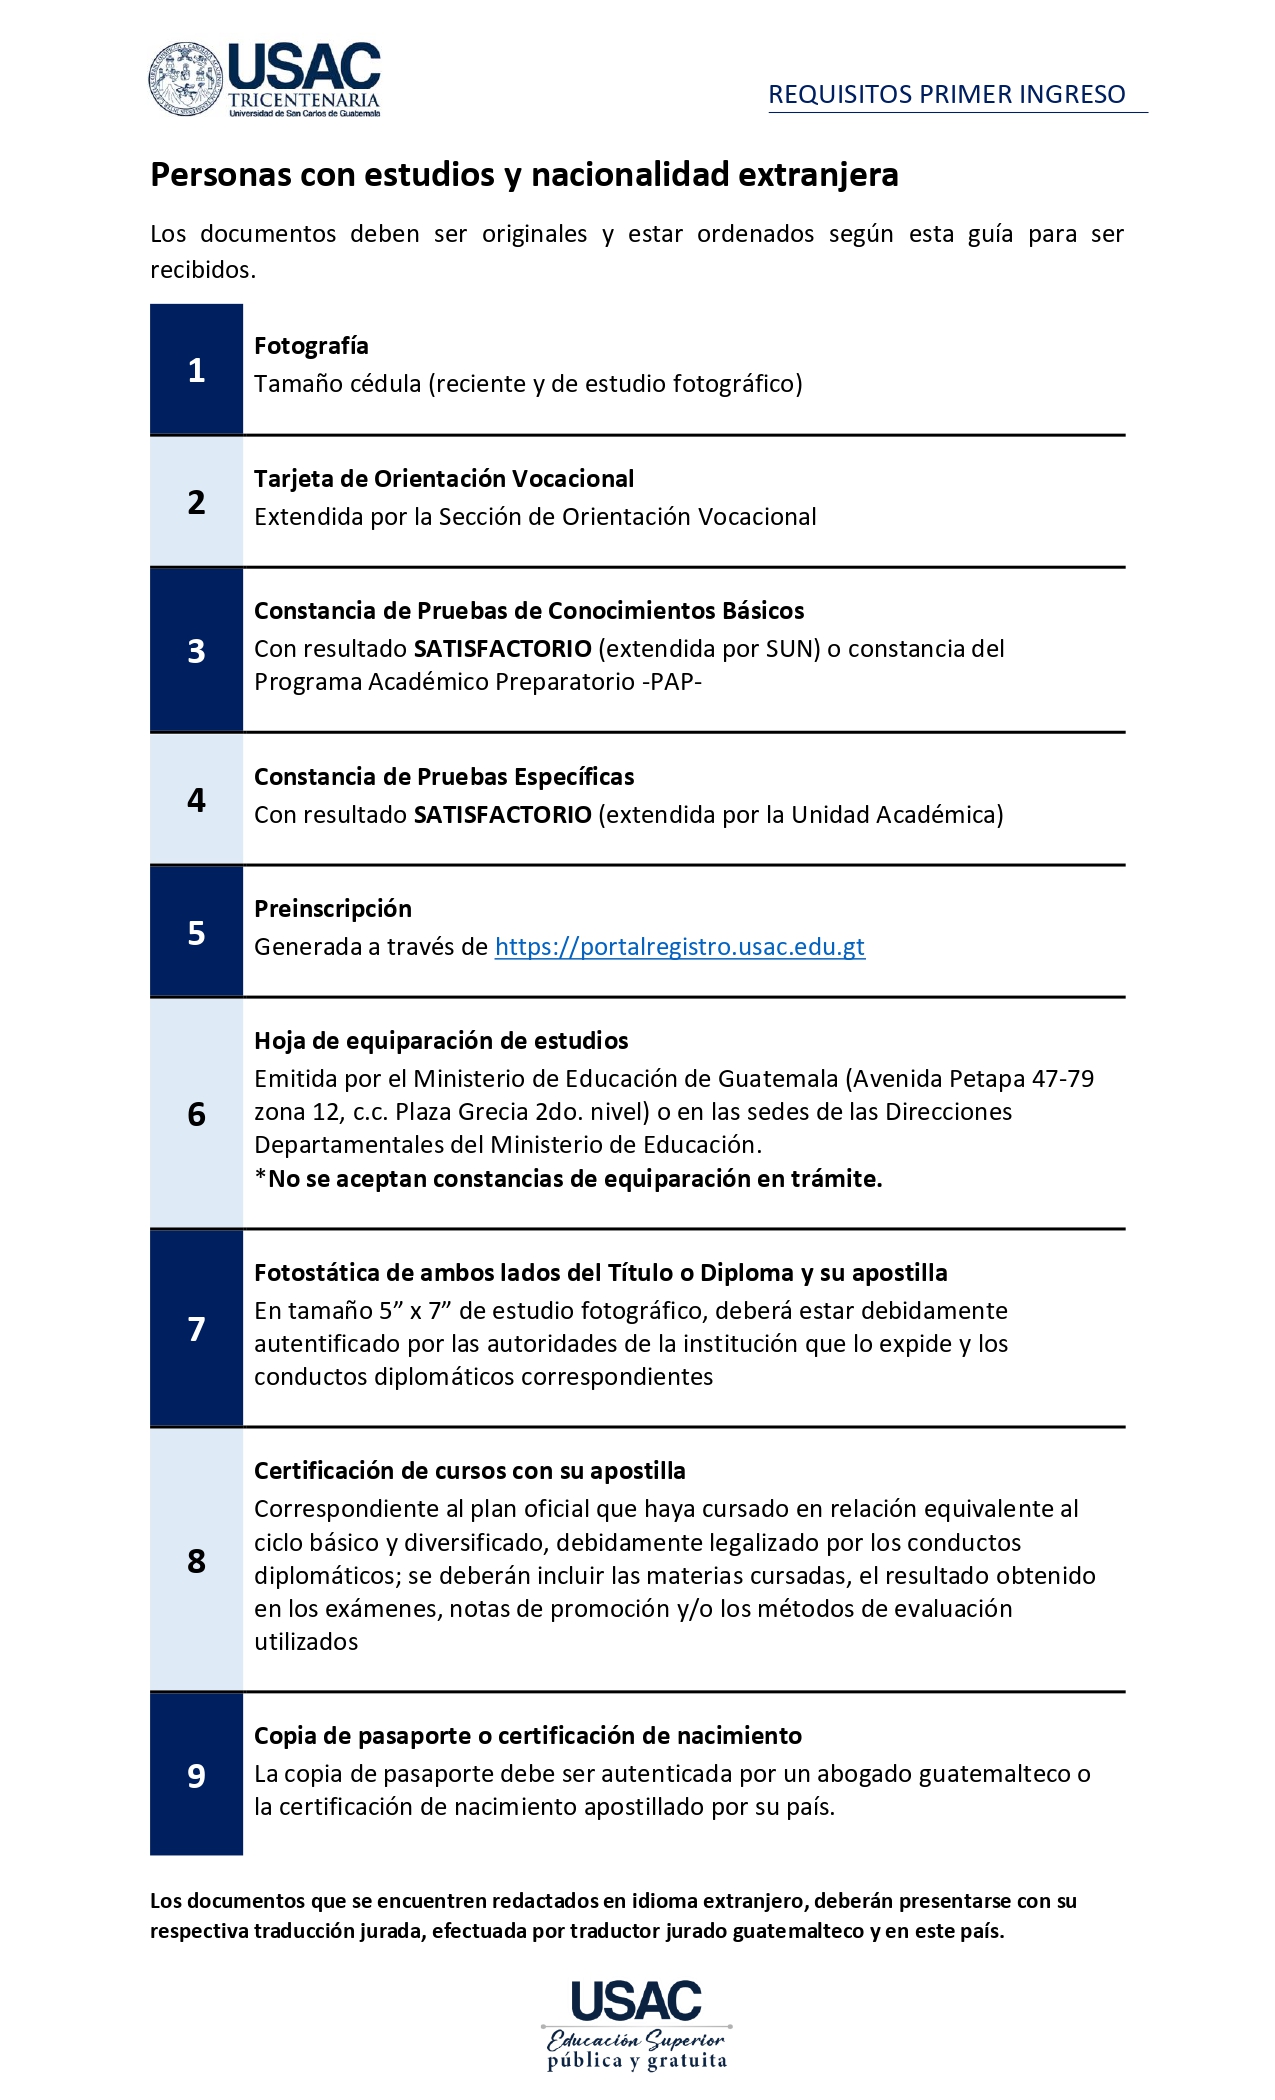 USAC
TRICENTENARIA
Universidad de San Carlos de Guatemala
REQUISITOS PRIMER INGRESO
Personas con estudios y nacionalidad extranjera
Los documentos deben ser originales y estar ordenados según esta guía para ser
recibidos.
1
Fotografía
Tamaño cédula (reciente y de estudio fotográfico)
2
Tarjeta de Orientación Vocacional
Extendida por la Sección de Orientación Vocacional
3
Constancia de Pruebas de Conocimientos Básicos
Con resultado SATISFACTORIO (extendida por SUN) o constancia del
Programa Académico Preparatorio -PAP-
4
Constancia de Pruebas Específicas
Con resultado SATISFACTORIO (extendida por la Unidad Académica)
5
Preinscripción
Generada a través de https://portalregistro.usac.edu.gt
6
Hoja de equiparación de estudios
Emitida por el Ministerio de Educación de Guatemala (Avenida Petapa 47-79
zona 12, c.c. Plaza Grecia 2do. nivel) o en las sedes de las Direcciones
Departamentales del Ministerio de Educación.
*No se aceptan constancias de equiparación en trámite.
7
Fotostática de ambos lados del Título o Diploma y su apostilla
En tamaño 5” x 7” de estudio fotográfico, deberá estar debidamente
autentificado por las autoridades de la institución que lo expide y los
conductos diplomáticos correspondientes
8
Certificación de cursos con su apostilla
Correspondiente al plan oficial que haya cursado en relación equivalente al
ciclo básico y diversificado, debidamente legalizado por los conductos
diplomáticos; se deberán incluir las materias cursadas, el resultado obtenido
en los exámenes, notas de promoción y/o los métodos de evaluación
utilizados
9
Copia de pasaporte o certificación de nacimiento
La copia de pasaporte debe ser autenticada por un abogado guatemalteco o
la certificación de nacimiento apostillado por su país.
Los documentos que se encuentren redactados en idioma extranjero, deberán presentarse con su
respectiva traducción jurada, efectuada por traductor jurado guatemalteco y en este país.
USAC
Educación Superior
pública y gratuita